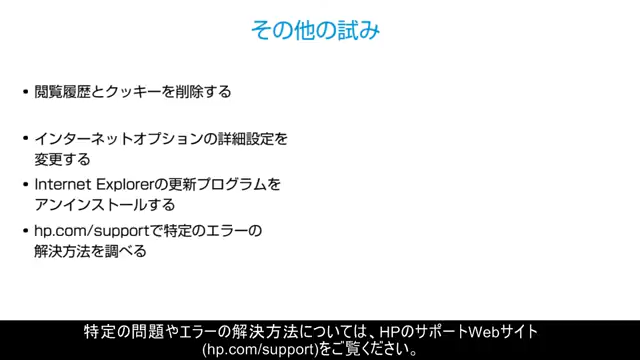 その他の試み
• 閲覧履歴とクッキーを削除する
• インターネットオプションの詳細設定を
変更する
• Internet Explorerの更新プログラムを
アンインストールする
• hp.com/supportで特定のエラーの
解決方法を調べる
特定の問題やエラーの解決方法については、HPのサポートWebサイト
(hp.com/support)をご覧ください。